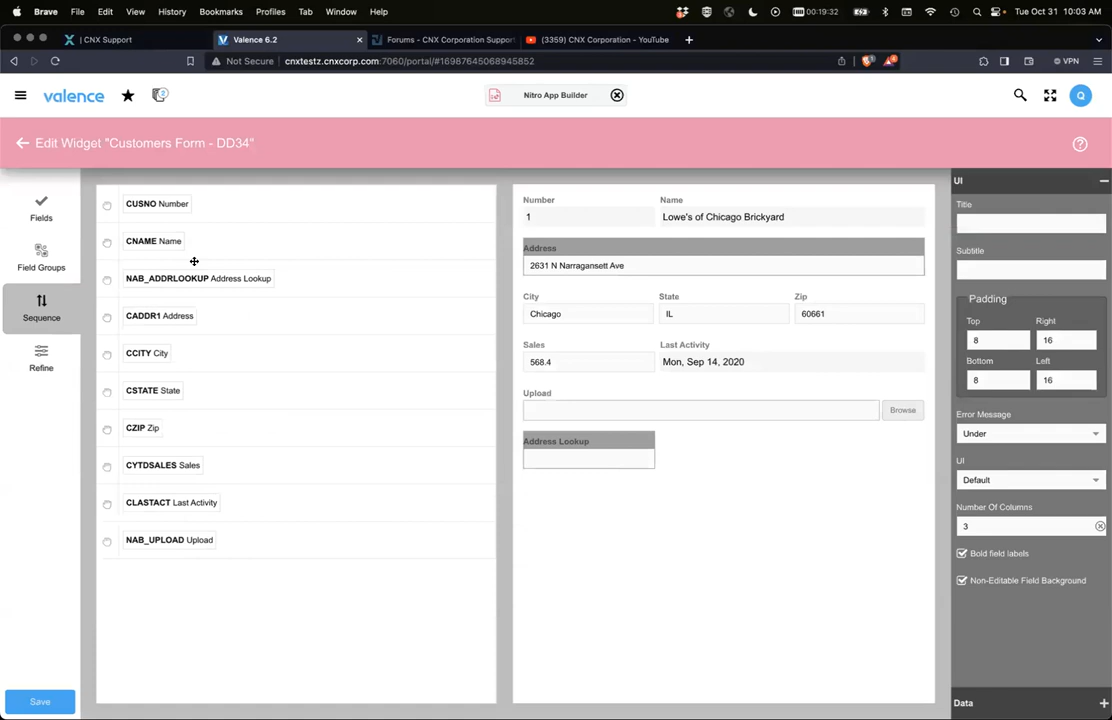 Brave File Edit View History Bookmarks Profiles Tab Window Help 00:19:32 Tue Oct 31 10:03 AM
| CNX Support Valence 6.2 Forums - CNX Corporation Support (3359) CNX Corporation - YouTube
Not Secure cnxtestz.cnxcorp.com:7060/portal/#169876450689458​52 VPN
valence 2 Nitro App Builder Q
Edit Widget "Customers Form - DD34"
Fields
Field Groups
Sequence
Refine
Save
CUSNO Number
CNAME Name
NAB_ADDRLOOKUP Address Lookup
CADDR1 Address
CCITY City
CSTATE State
CZIP Zip
CYTDSALES Sales
CLASTACT Last Activity
NAB_UPLOAD Upload
Number Name
1 Lowe's of Chicago Brickyard
Address
2631 N Narragansett Ave
City State Zip
Chicago IL 60661
Sales Last Activity
568.4 Mon, Sep 14, 2020
Upload
Browse
Address Lookup
UI
Title
Subtitle
Padding
Top Right
8 16
Bottom Left
8 16
Error Message
Under
UI
Default
Number Of Columns
3
Bold field labels
Non-Editable Field Background
Data